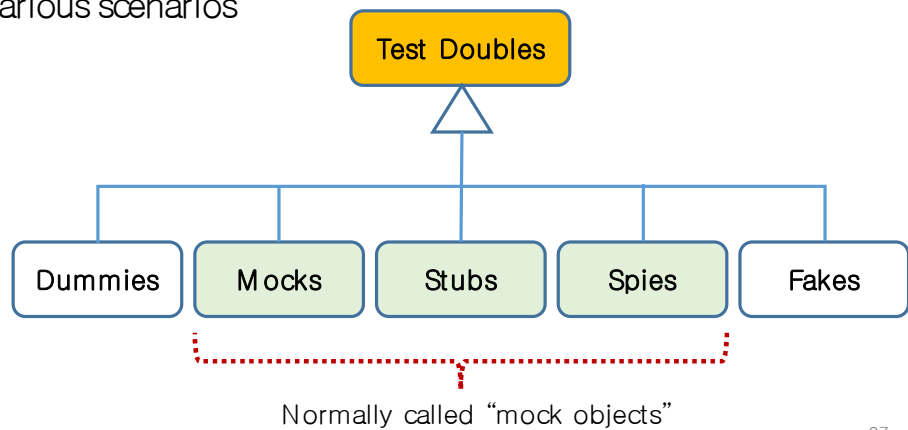 arious scenarios
Test Doubles
Dummies
Mocks
Stubs
Spies
Fakes
Normally called “mock objects”